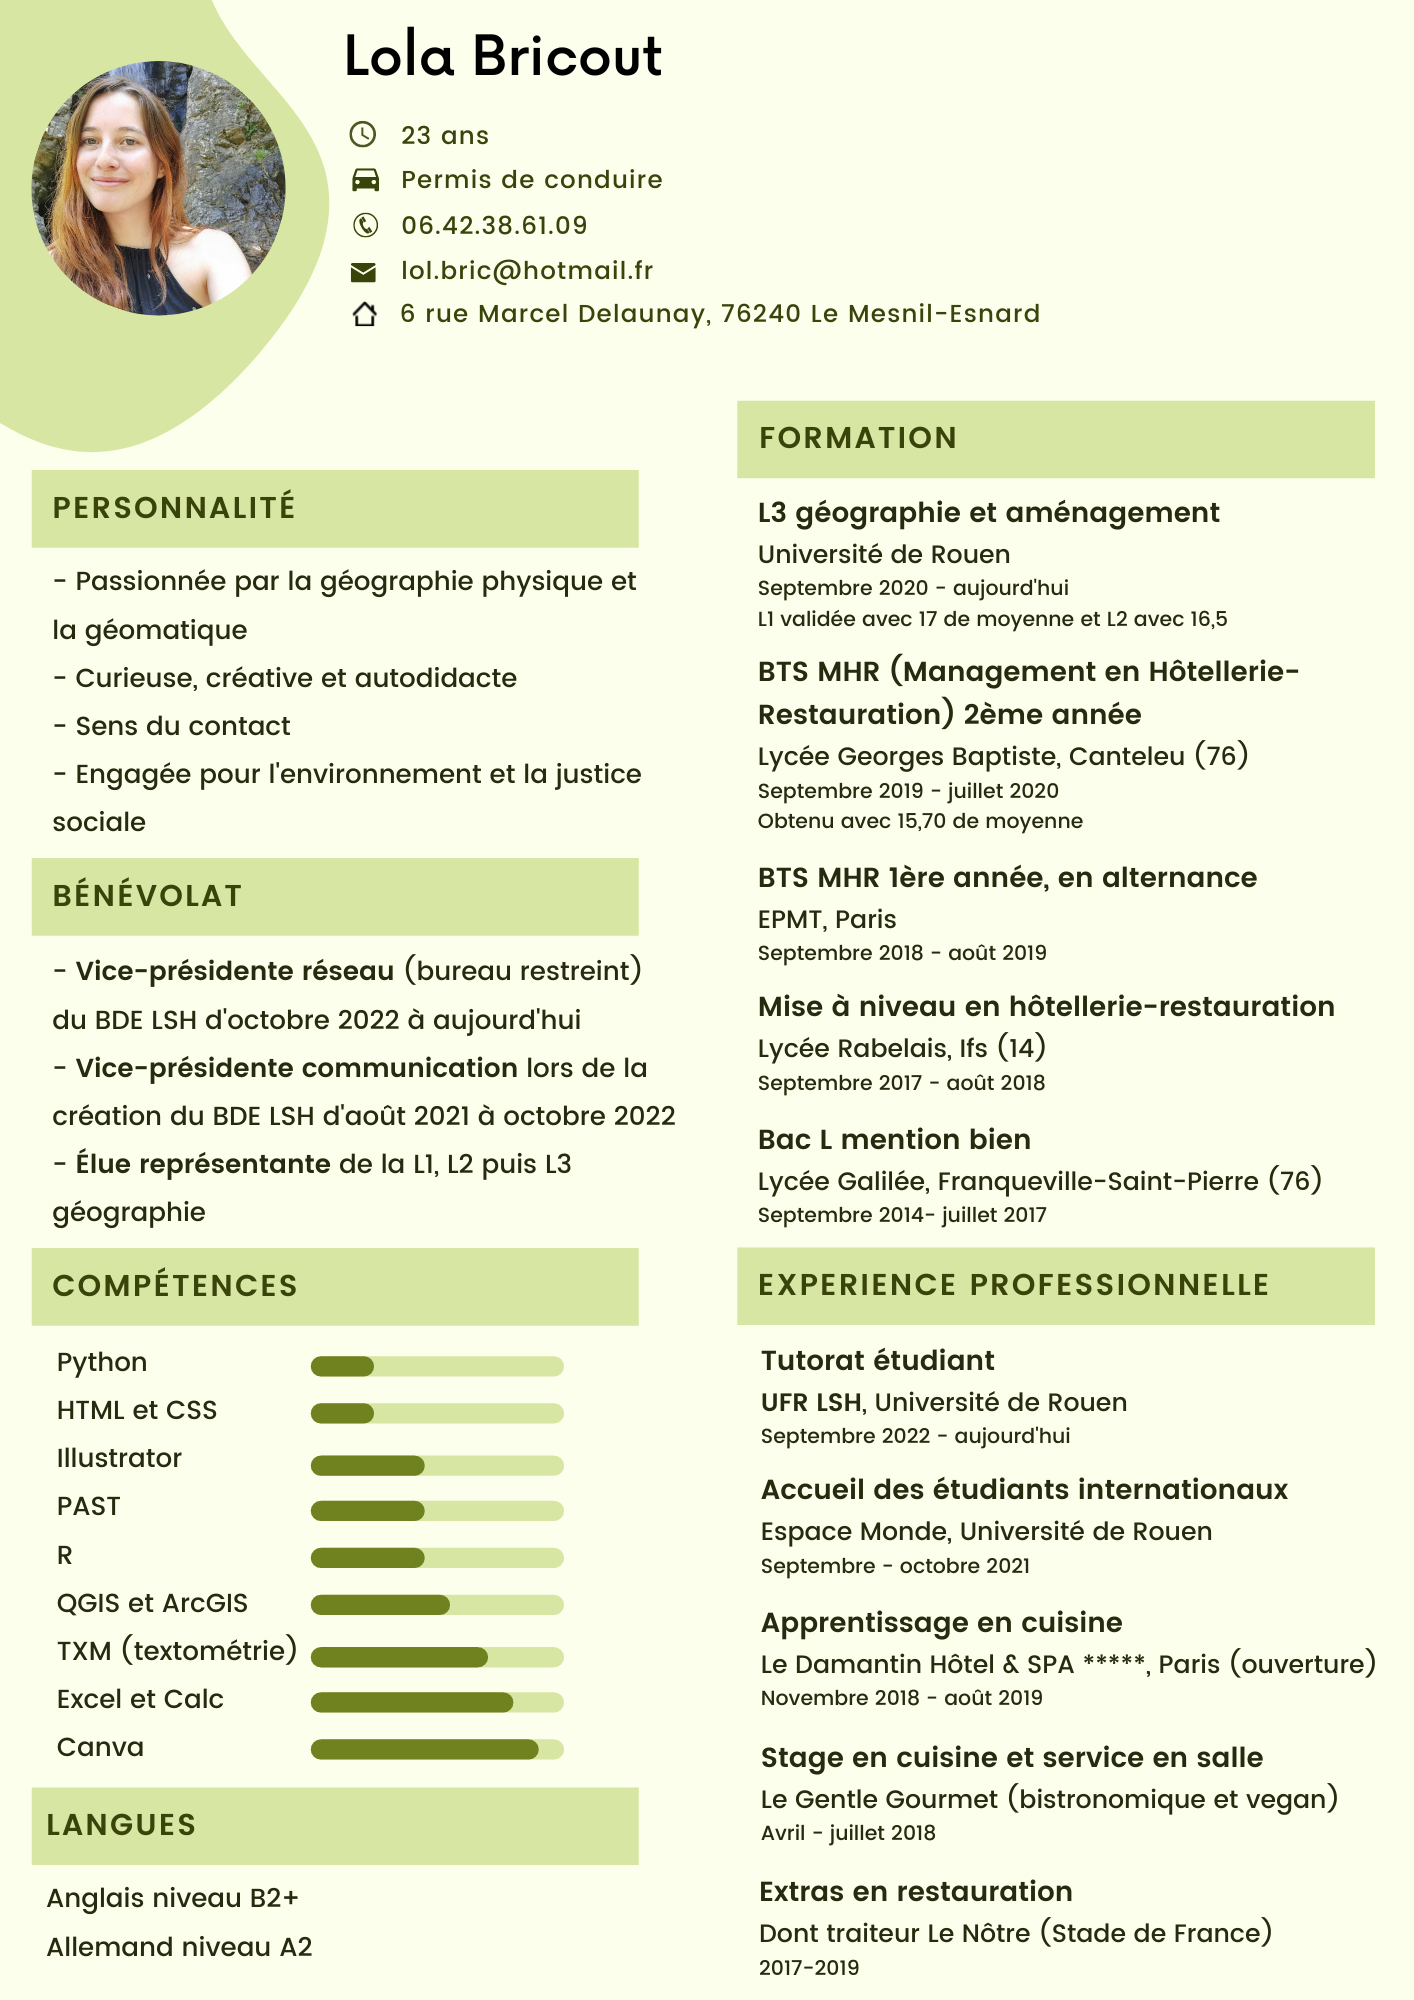 Lola Bricout
23 ans
Permis de conduire
06.42.38.61.09
lol.bric@hotmail.fr
6 rue Marcel Delaunay, 76240 Le Mesnil-Esnard
PERSONNALITÉ
- Passionnée par la géographie physique et
la géomatique
- Curieuse, créative et autodidacte
- Sens du contact
- Engagée pour l'environnement et la justice
sociale
BÉNÉVOLAT
- Vice-présidente réseau (bureau restreint)
du BDE LSH d'octobre 2022 à aujourd'hui
- Vice-présidente communication lors de la
création du BDE LSH d'août 2021 à octobre 2022
- Élue représentante de la L1, L2 puis L3
géographie
COMPÉTENCES
Python
HTML et CSS
Illustrator
PAST
R
QGIS et ArcGIS
TXM (textométrie)
Excel et Calc
Canva
LANGUES
Anglais niveau B2+
Allemand niveau A2
FORMATION
L3 géographie et aménagement
Université de Rouen
Septembre 2020 - aujourd'hui
L1 validée avec 17 de moyenne et L2 avec 16,5
BTS MHR (Management en Hôtellerie-
Restauration) 2ème année
Lycée Georges Baptiste, Canteleu (76)
Septembre 2019 - juillet 2020
Obtenu avec 15,70 de moyenne
BTS MHR 1ère année, en alternance
EPMT, Paris
Septembre 2018 - août 2019
Mise à niveau en hôtellerie-restauration
Lycée Rabelais, Ifs (14)
Septembre 2017 - août 2018
Bac L mention bien
Lycée Galilée, Franqueville-Saint-Pierre (76)
Septembre 2014- juillet 2017
EXPERIENCE PROFESSIONNELLE
Tutorat étudiant
UFR LSH, Université de Rouen
Septembre 2022 - aujourd'hui
Accueil des étudiants internationaux
Espace Monde, Université de Rouen
Septembre - octobre 2021
Apprentissage en cuisine
Le Damantin Hôtel & SPA *****, Paris (ouverture)
Novembre 2018 - août 2019
Stage en cuisine et service en salle
Le Gentle Gourmet (bistronomique et vegan)
Avril - juillet 2018
Extras en restauration
Dont traiteur Le Nôtre (Stade de France)
2017-2019